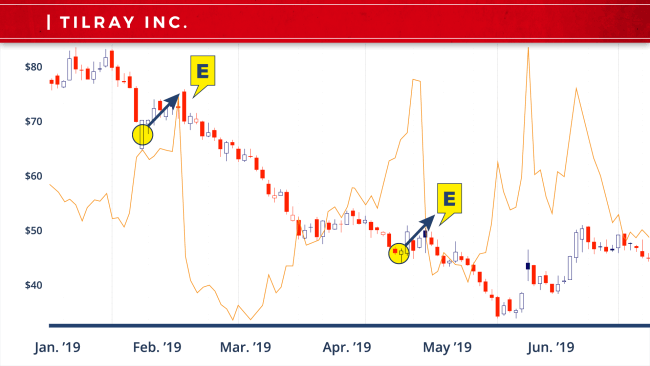 | TILRAY INC.
$80
$70
$60
$50
$40
E
E
Jan. ’19 Feb. ’19 Mar. ’19 Apr. ’19 May ’19 Jun. ’19